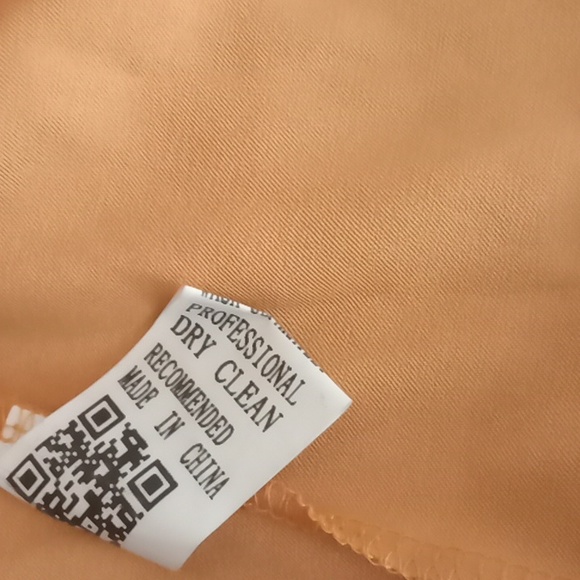 PROFESSIONAL
DRY CLEAN
RECOMMENDED
MADE IN CHINA